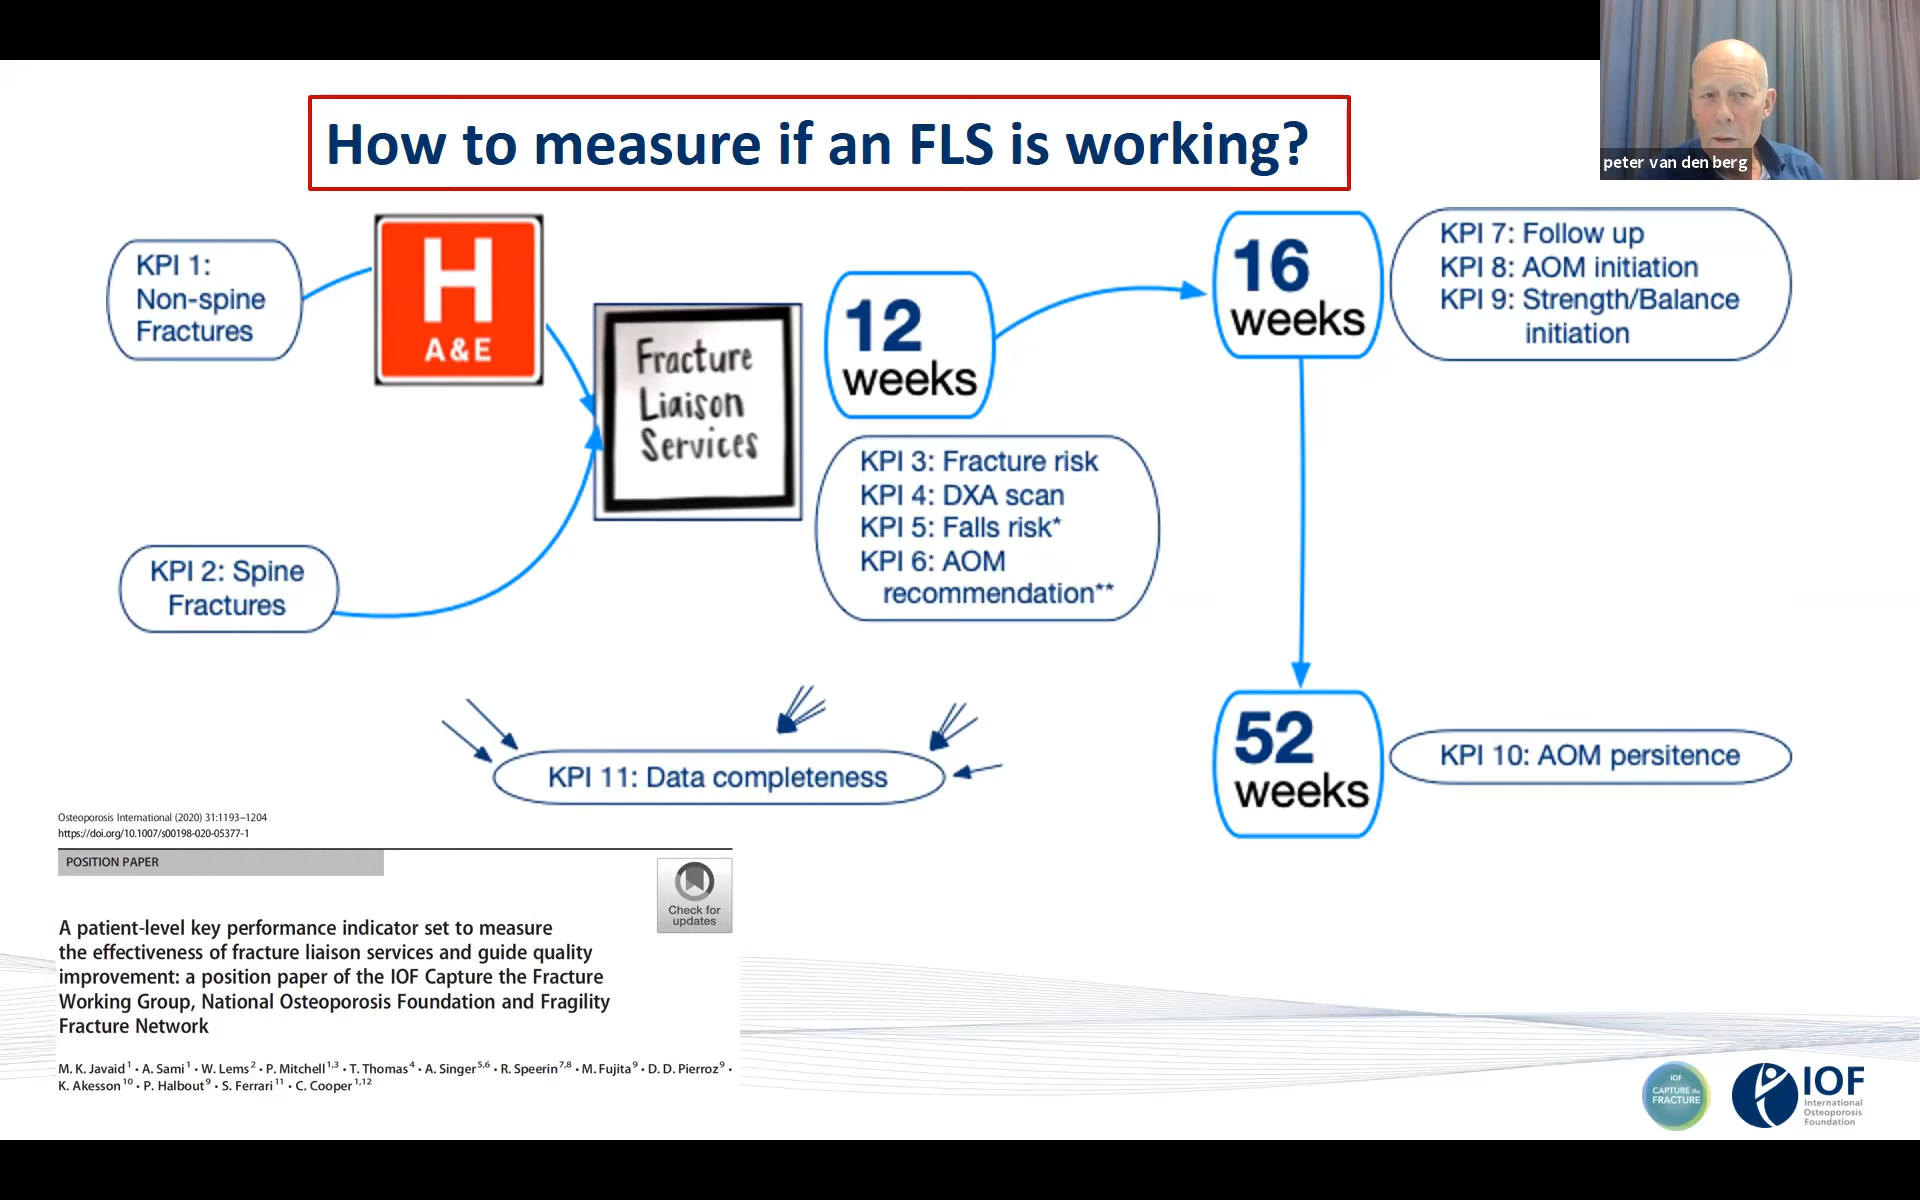 How to measure if an FLS is working?
peter van den berg
KPI 1:
Non-spine
Fractures
H
A&E
Fracture
Liaison
Services
KPI 2: Spine
Fractures
12
weeks
KPI 3: Fracture risk
KPI 4: DXA scan
KPI 5: Falls risk*
KPI 6: AOM
recommendation**
16
weeks
KPI 7: Follow up
KPI 8: AOM initiation
KPI 9: Strength/Balance
initiation
52
weeks
KPI 10: AOM persitence
KPI 11: Data completeness
Osteoporosis International (2020) 31:1193–1204
https://doi.org/10.1007/s00198-020-05377-1
POSITION PAPER
Check for
updates
A patient-level key performance indicator set to measure
the effectiveness of fracture liaison services and guide quality
improvement: a position paper of the IOF Capture the Fracture
Working Group, National Osteoporosis Foundation and Fragility
Fracture Network
M. K. Javaid 1 • A. Sami 1 • W. Lems 2 • P. Mitchell 1,3 • T. Thomas 4 • A. Singer 5,6 • R. Speerin 7,8 • M. Fujita 9 • D. D. Pierroz 9 •
K. Akesson 10 • P. Halbout 9 • S. Ferrari 11 • C. Cooper 1,12
IOF
CAPTURE the
FRACTURE
IOF
International
Osteoporosis
Foundation